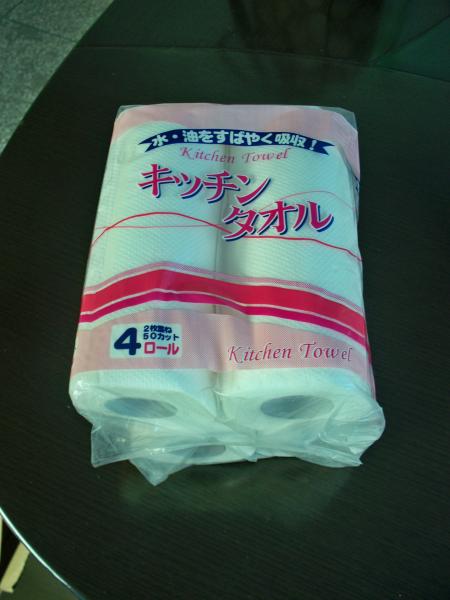 水・油をすばやく吸収!
Kitchen Towel
キッチン
タオル
4
2枚重ね
50カット
ロール
Kitchen Towel